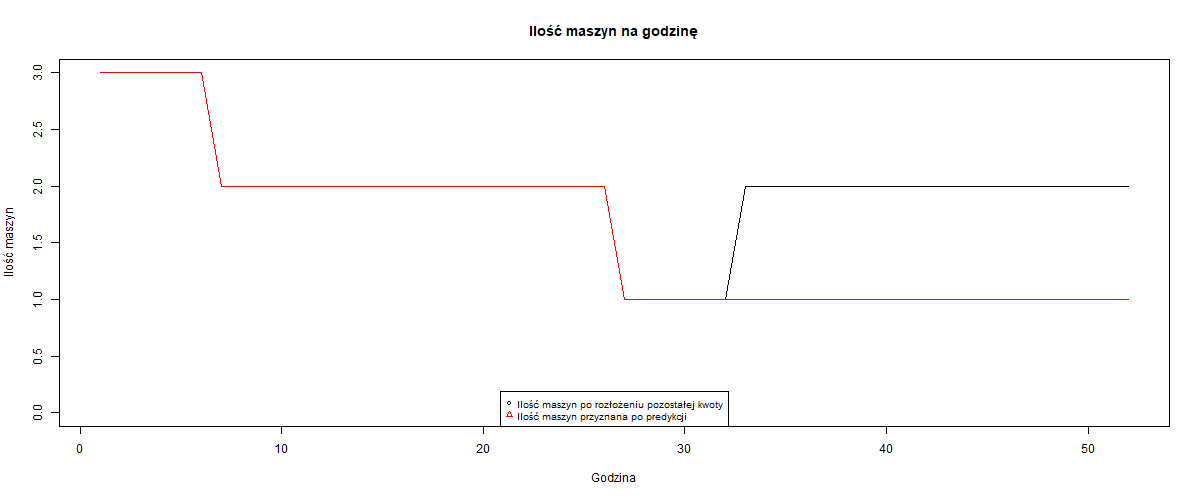 Ilość maszyn na godzinę
Ilość maszyn
3.0
2.5
2.0
1.5
1.0
0.5
0.0
Ilość maszyn po rozłożeniu pozostałej kwoty
Ilość maszyn przyznana po predykcji
0 10 20 30 40 50
Godzina